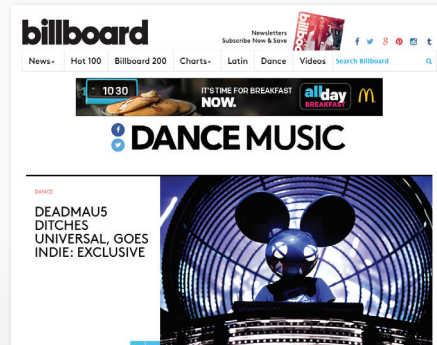 billboard
Newsletters
Subscribe Now & Save
News
Hot 100
Billboard 200
Charts
Latin
Dance
Videos
Search Billboard
10 30
IT'S TIME FOR BREAKFAST
NOW.
all day
BREAKFAST
DANCE MUSIC
DANCE
DEADMAU5
DITCHES
UNIVERSAL, GOES
INDIE: EXCLUSIVE